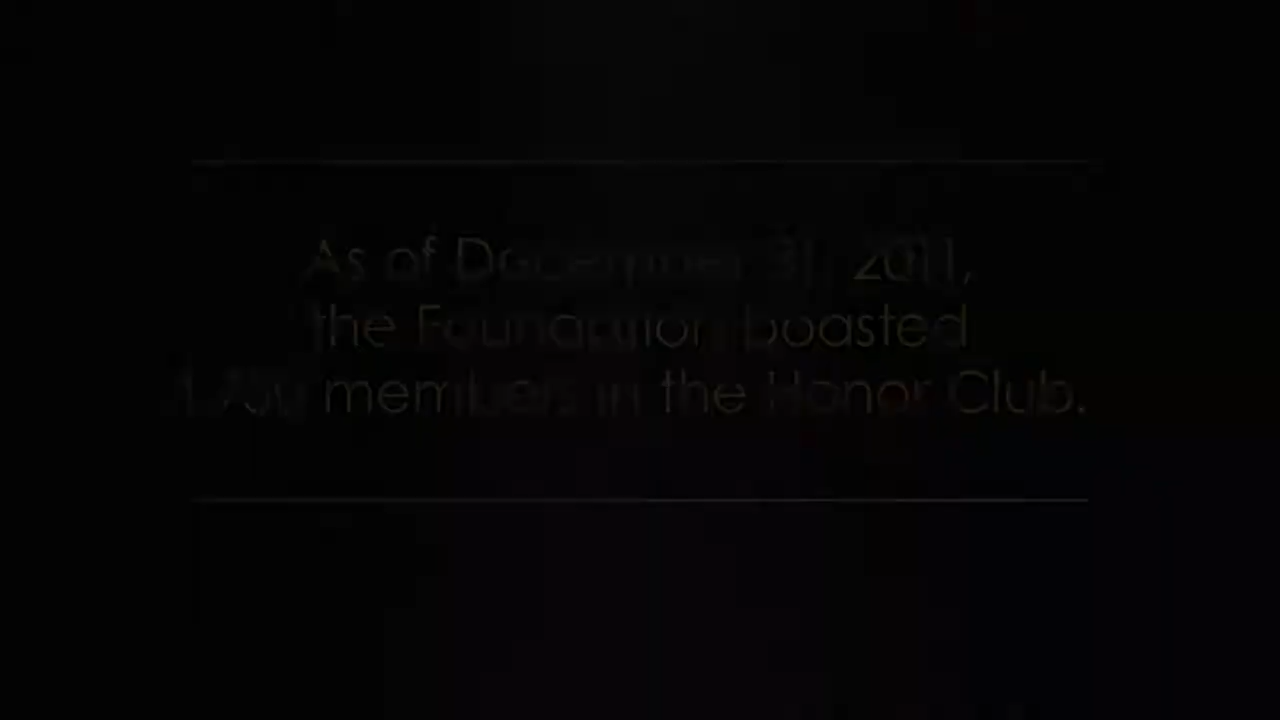 As of December 31, 2011,
the Foundation boasted
members in the Honor Club.